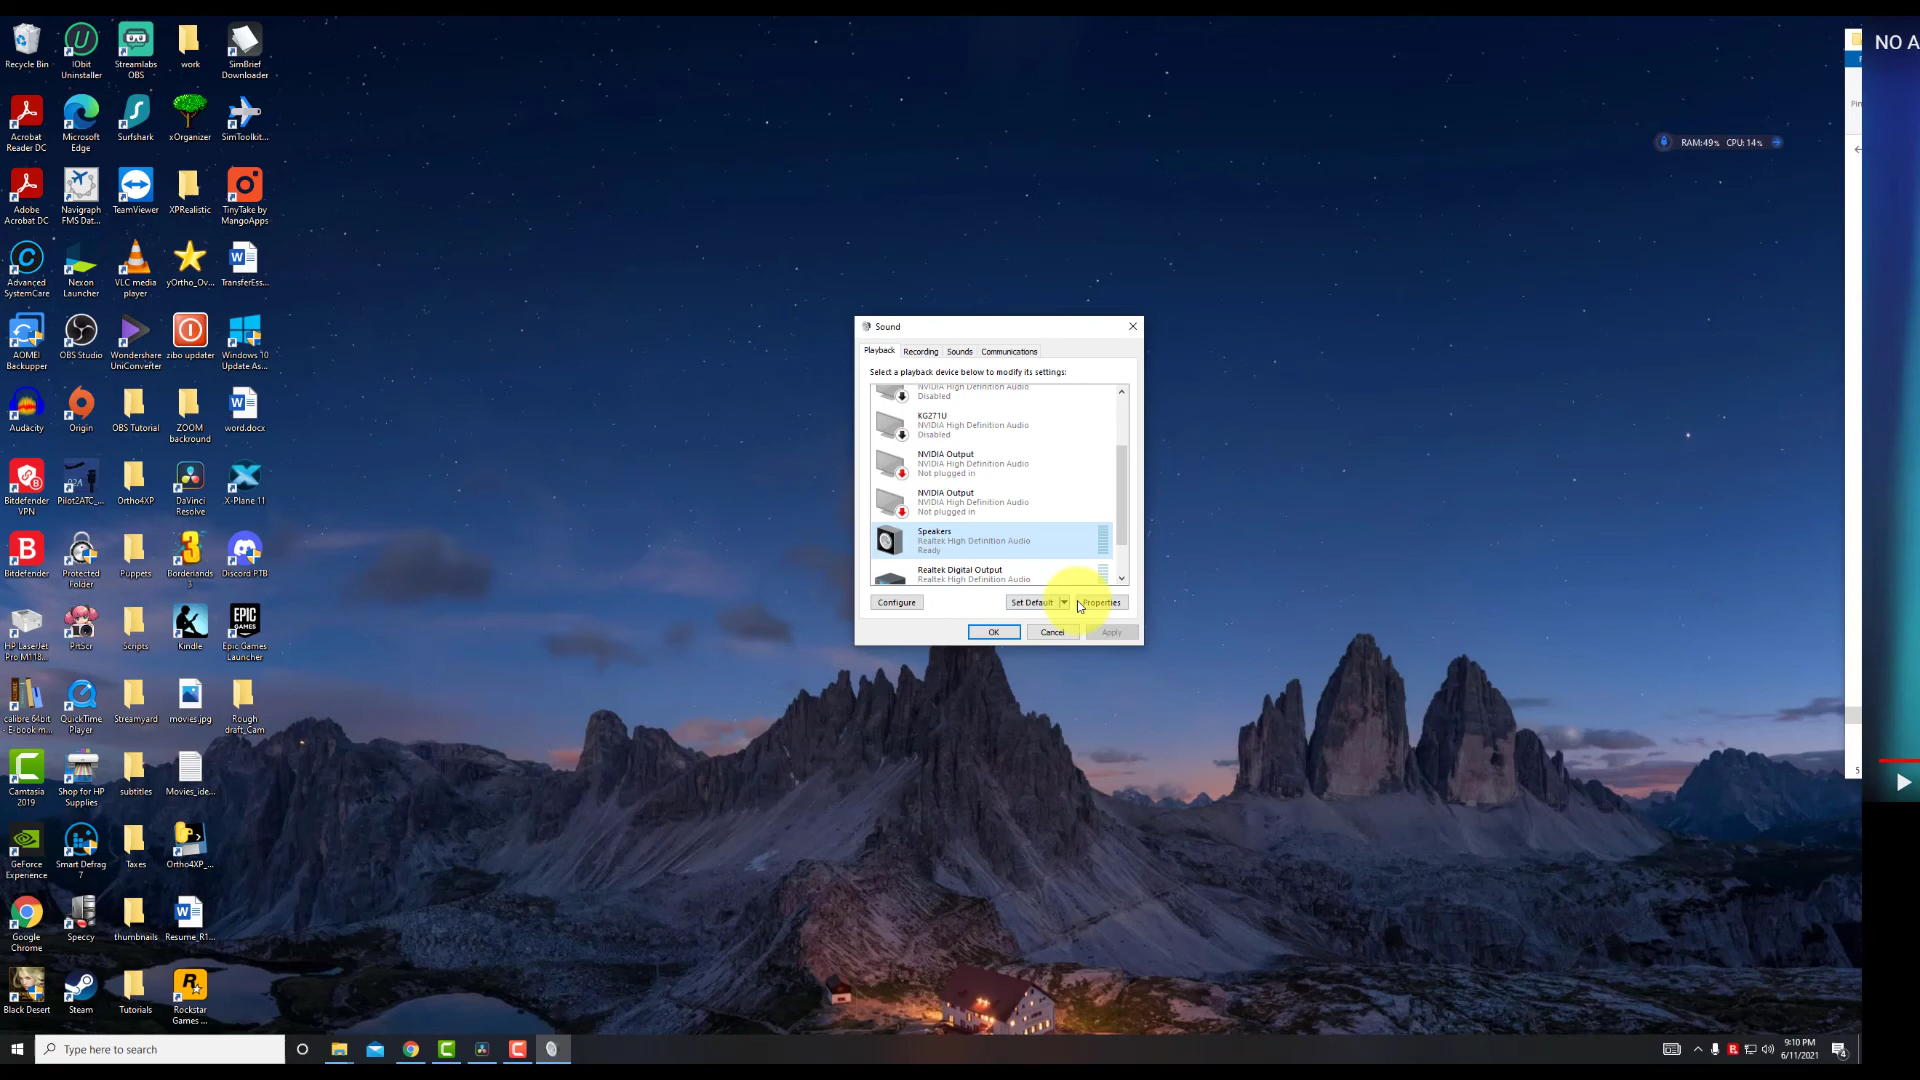 Recycle Bin
IObit
Uninstaller
Streamlabs
OBS
work
SimBrief
Downloader
Acrobat
Reader DC
Microsoft
Edge
Surfshark
xOrganizer
SimToolkit...
Adobe
Acrobat DC
Navigraph
FMS Dat...
TeamViewer
XPRealistic
TinyTake by
MangoApps
Advanced
SystemCare
Nexon
Launcher
VLC media
player
yOrtho_Ov...
TransferEss...
AOMEI
Backupper
OBS Studio
Wondershare
UniConverter
zibo updater
Windows 10
Update As...
Audacity
Origin
OBS Tutorial
ZOOM
backround
word.docx
Bitdefender
VPN
Pilot2ATC_...
Ortho4XP
DaVinci
Resolve
X-Plane 11
Bitdefender
Protected
Folder
Puppets
Borderlands
3
Discord PTB
HP LaserJet
Pro M118...
PrtScr
Scripts
Kindle
EPIC
GAMES
Epic Games
Launcher
calibre 64bit
- E-book m...
QuickTime
Player
Streamyard
movies.jpg
Rough
draft_Cam
Camtasia
2019
Shop for HP
Supplies
subtitles
Movies_ide...
GeForce
Experience
Smart Defrag
7
Taxes
Ortho4XP_...
Google
Chrome
Speccy
thumbnails
Resume_R1...
Black Desert
Steam
Tutorials
Rockstar
Games ...
NO A
RAM:49% CPU: 14%
Pin
Sound
Playback Recording Sounds Communications
Select a playback device below to modify its settings:
NVIDIA High Definition Audio
Disabled
KG271U
NVIDIA High Definition Audio
Disabled
NVIDIA Output
NVIDIA High Definition Audio
Not plugged in
NVIDIA Output
NVIDIA High Definition Audio
Not plugged in
Speakers
Realtek High Definition Audio
Ready
Realtek Digital Output
Realtek High Definition Audio
Configure Set Default Properties
OK Cancel Apply
5
Type here to search
9:10 PM
6/11/2021
4